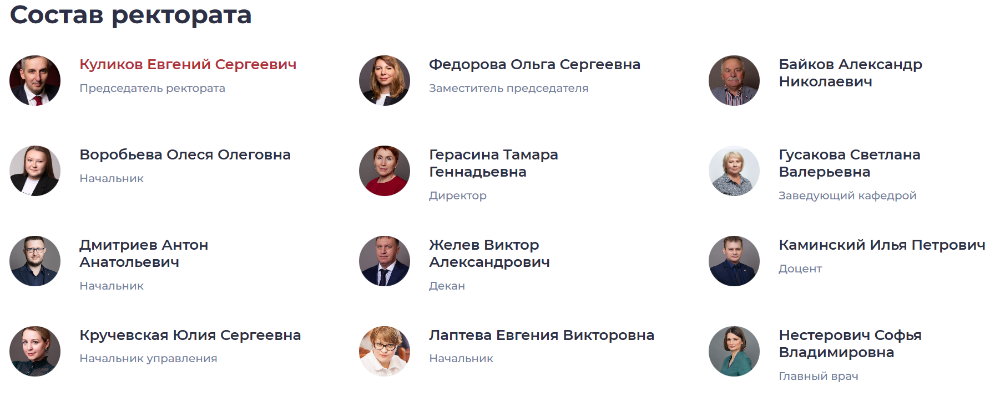 Состав ректората
Куликов Евгений Сергеевич
Председатель ректората
Федорова Ольга Сергеевна
Заместитель председателя
Байков Александр
Николаевич
Воробьева Олеся Олеговна
Начальник
Герасина Тамара
Геннадьевна
Директор
Гусакова Светлана
Валерьевна
Заведующий кафедрой
Дмитриев Антон
Анатольевич
Начальник
Желев Виктор
Александрович
Декан
Каминский Илья Петрович
Доцент
Кручевская Юлия Сергеевна
Начальник управления
Лаптева Евгения Викторовна
Начальник
Нестерович Софья
Владимировна
Главный врач